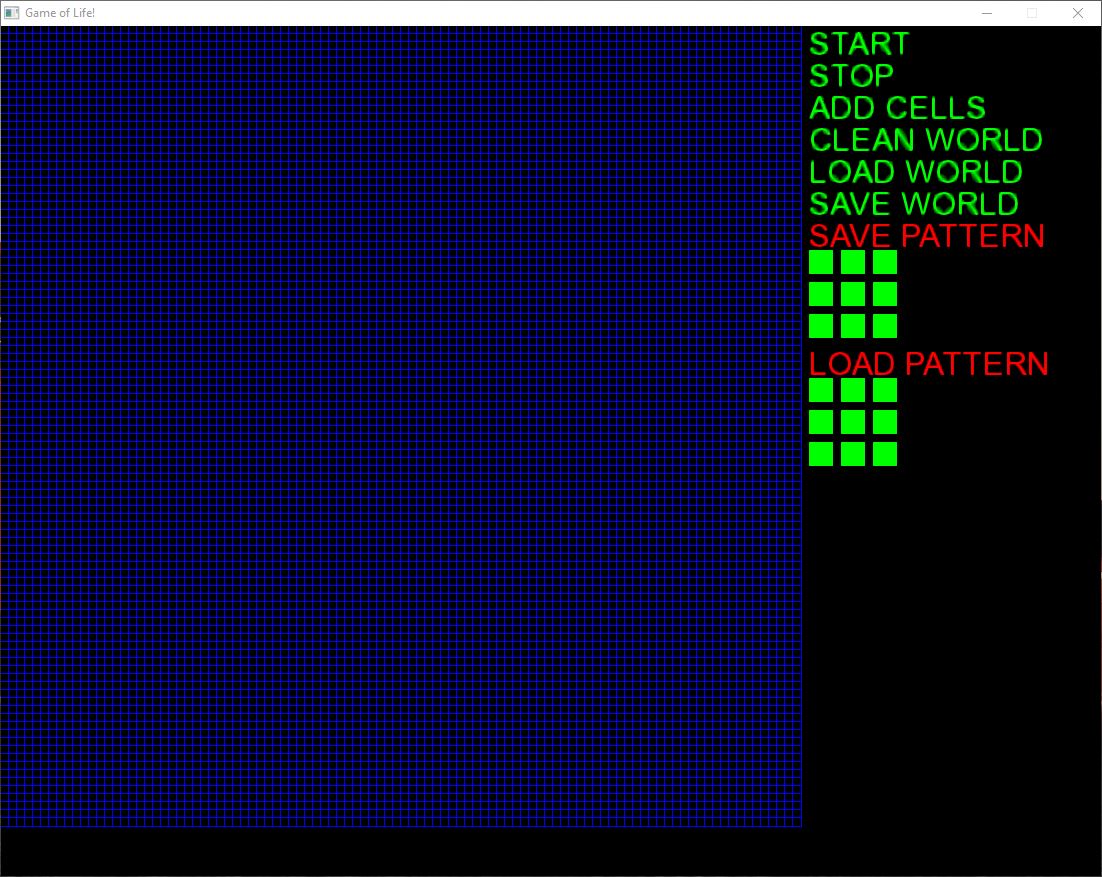 Game of Life!
START
STOP
ADD CELLS
CLEAN WORLD
LOAD WORLD
SAVE WORLD
SAVE PATTERN
LOAD PATTERN